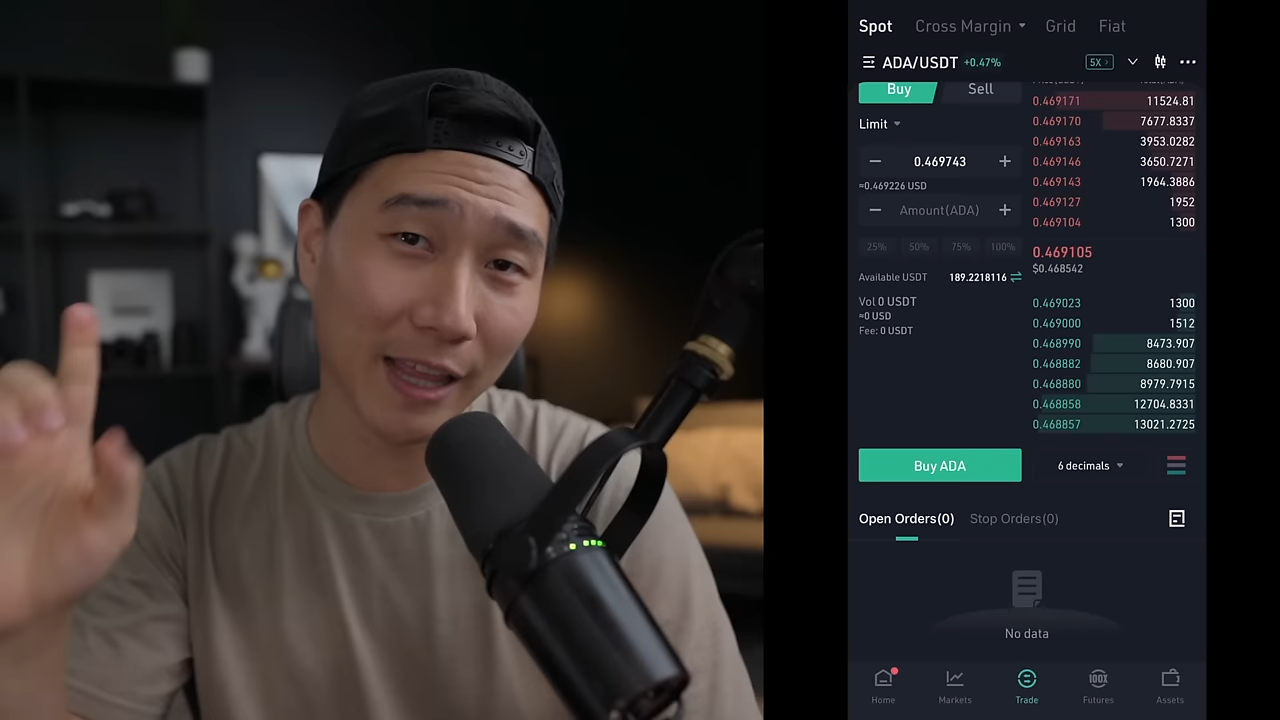 Spot Cross Margin Grid Fiat
ADA/USDT +0.47% 5X
Buy Sell
Limit
0.469743
≈0.469226 USD
Amount(ADA)
25% 50% 75% 100%
Available USDT 189.2218116
Vol 0 USDT
≈0 USD
Fee: 0 USDT
Buy ADA
0.469171 11524.81
0.469170 7677.8337
0.469163 3953.0282
0.469146 3650.7271
0.469143 1964.3886
0.469127 1952
0.469104 1300
0.469105
$0.468542
0.469023 1300
0.469000 1512
0.468990 8473.907
0.468882 8680.907
0.468880 8979.7915
0.468858 12704.8331
0.468857 13021.2725
6 decimals
Open Orders(0) Stop Orders(0)
No data
Home Markets Trade Futures Assets
100X